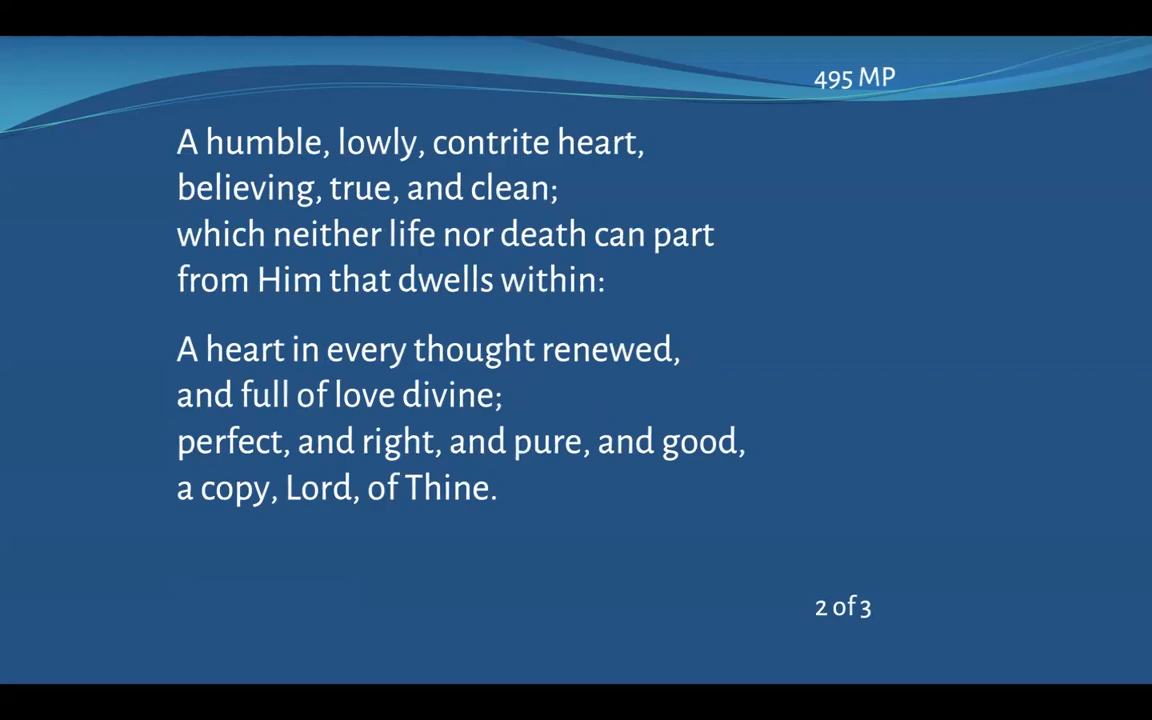 495 MP
A humble, lowly, contrite heart,
believing, true, and clean;
which neither life nor death can part
from Him that dwells within:
A heart in every thought renewed,
and full of love divine;
perfect, and right, and pure, and good,
a copy, Lord, of Thine.
2 of 3